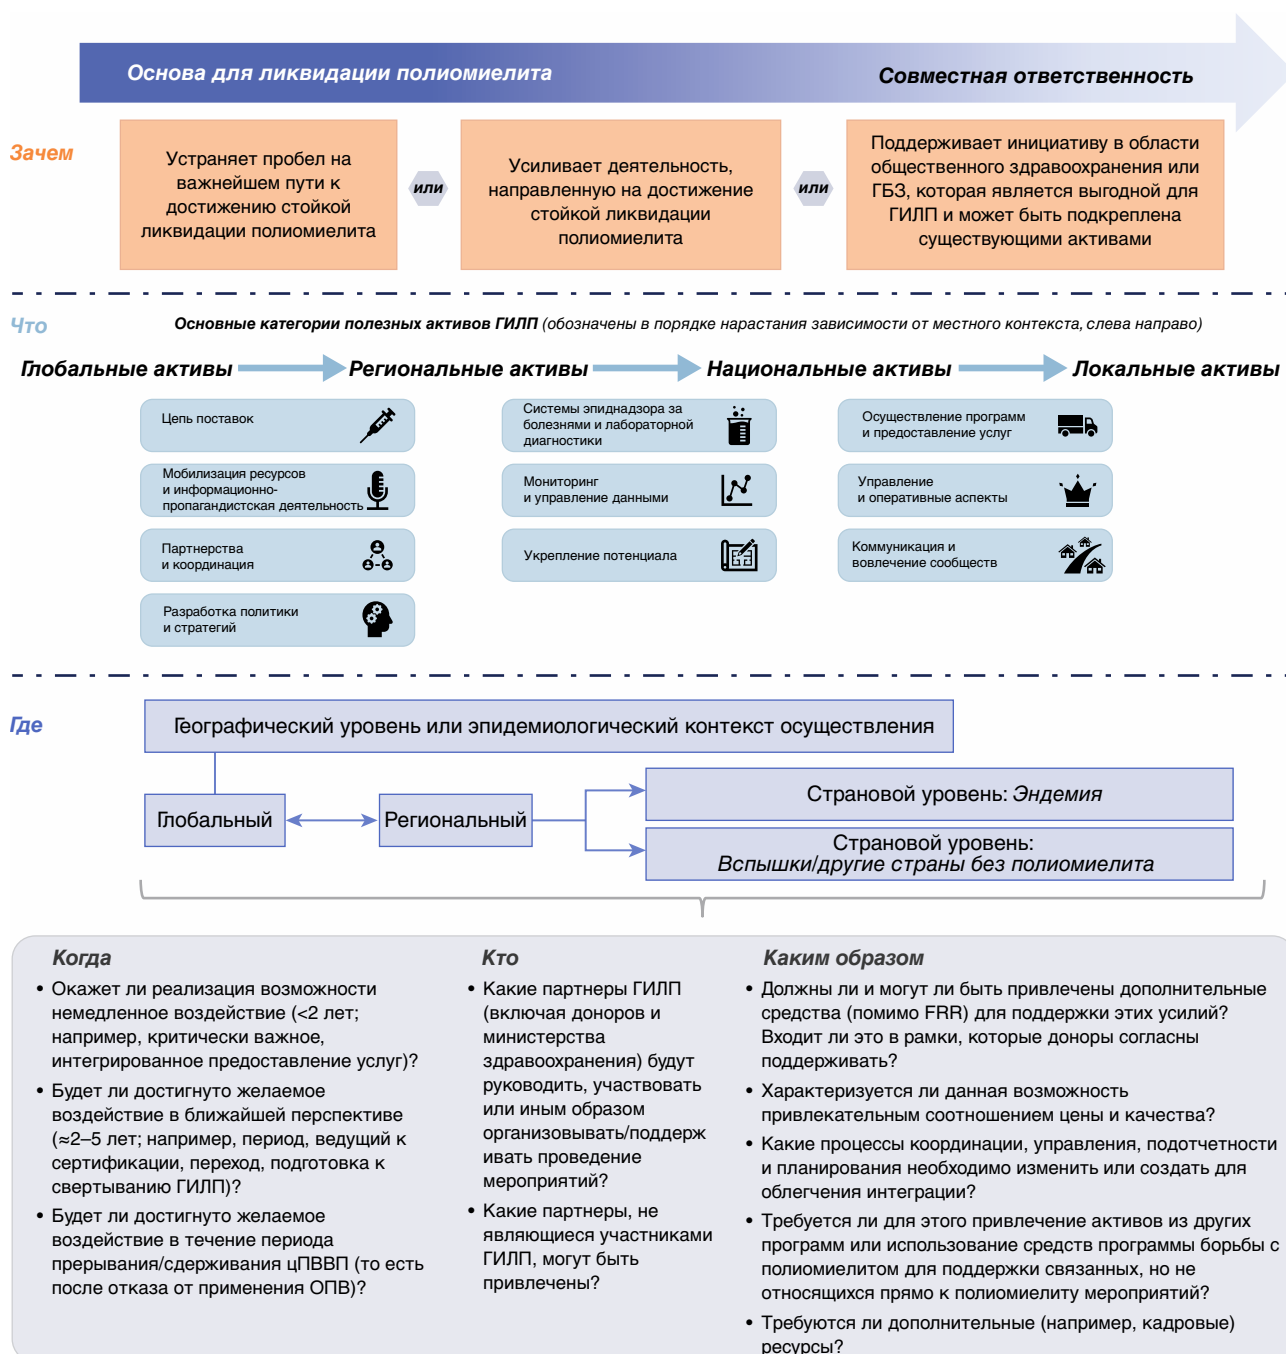 Основа для ликвидации полиомиелита
Совместная ответственность
Зачем
Устраняет пробел на
важнейшем пути к
достижению стойкой
ликвидации полиомиелита
или
Усиливает деятельность,
направленную на достижение
стойкой ликвидации
полиомиелита
или
Поддерживает инициативу в области
общественного здравоохранения или
ГБЗ, которая является выгодной для
ГИЛП и может быть подкреплена
существующими активами
Что
Основные категории полезных активов ГИЛП (обозначены в порядке нарастания зависимости от местного контекста, слева направо)
Глобальные активы
Региональные активы
Национальные активы
Локальные активы
Цепь поставок
Мобилизация ресурсов
и информационно-
пропагандистская деятельность
Партнерства
и координация
Разработка политики
и стратегий
Системы эпиднадзора за
болезнями и лабораторной
диагностики
Мониторинг
и управление данными
Укрепление потенциала
Осуществление программ
и предоставление услуг
Управление
и оперативные аспекты
Коммуникация и
вовлечение сообществ
Где
Географический уровень или эпидемиологический контекст осуществления
Глобальный
Региональный
Страновой уровень: Эндемия
Страновой уровень:
Вспышки/другие страны без полиомиелита
Когда
• Окажет ли реализация возможности
немедленное воздействие (<2 лет;
например, критически важное,
интегрированное предоставление услуг)?
• Будет ли достигнуто желаемое
воздействие в ближайшей перспективе
(≈2–5 лет; например, период, ведущий к
сертификации, переход, подготовка к
свертыванию ГИЛП)?
• Будет ли достигнуто желаемое
воздействие в течение периода
прерывания/сдерживания цПВВП (то есть
после отказа от применения ОПВ)?
Кто
• Какие партнеры ГИЛП
(включая доноров и
министерства
здравоохранения) будут
руководить, участвовать
или иным образом
организовывать/поддерж
ивать проведение
мероприятий?
• Какие партнеры, не
являющиеся участниками
ГИЛП, могут быть
привлечены?
Каким образом
• Должны ли и могут ли быть привлечены дополнительные
средства (помимо FRR) для поддержки этих усилий?
Входит ли это в рамки, которые доноры согласны
поддерживать?
• Характеризуется ли данная возможность
привлекательным соотношением цены и качества?
• Какие процессы координации, управления, подотчетности
и планирования необходимо изменить или создать для
облегчения интеграции?
• Требуется ли для этого привлечение активов из других
программ или использование средств программы борьбы с
полиомиелитом для поддержки связанных, но не
относящихся прямо к полиомиелиту мероприятий?
• Требуются ли дополнительные (например, кадровые)
ресурсы?